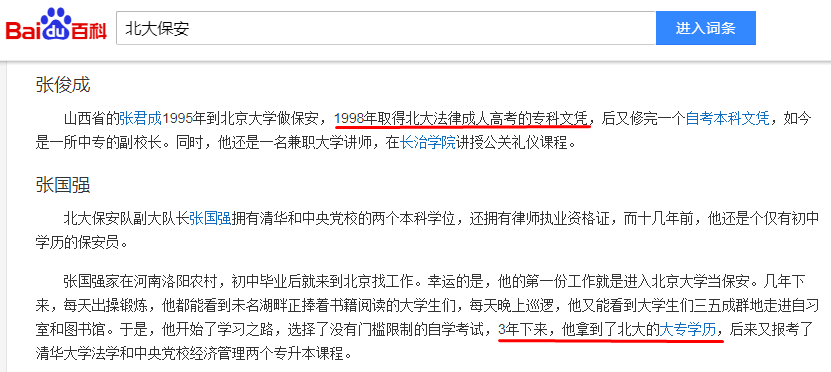 Bai du 百科
北大保安
进入词条
张俊成
山西省的张君成1995年到北京大学做保安，1998年取得北大法律成人高考的专科文凭，后又修完一个自考本科文凭，如今
是一所中专的副校长。同时，他还是一名兼职大学讲师，在长治学院讲授公关礼仪课程。
张国强
北大保安队副大队长张国强拥有清华和中央党校的两个本科学位，还拥有律师执业资格证，而十几年前，他还是个仅有初中
学历的保安员。
张国强家在河南洛阳农村，初中毕业后就来到北京找工作。幸运的是，他的第一份工作就是进入北京大学当保安。几年下
来，每天出操锻炼，他都能看到未名湖畔正捧着书籍阅读的大学生们，每天晚上巡逻，他又能看到大学生们三五成群地走进自习
室和图书馆。于是，他开始了学习之路，选择了没有门槛限制的自学考试，3年下来，他拿到了北大的大专学历，后来又报考了
清华大学法学和中央党校经济管理两个专升本课程。